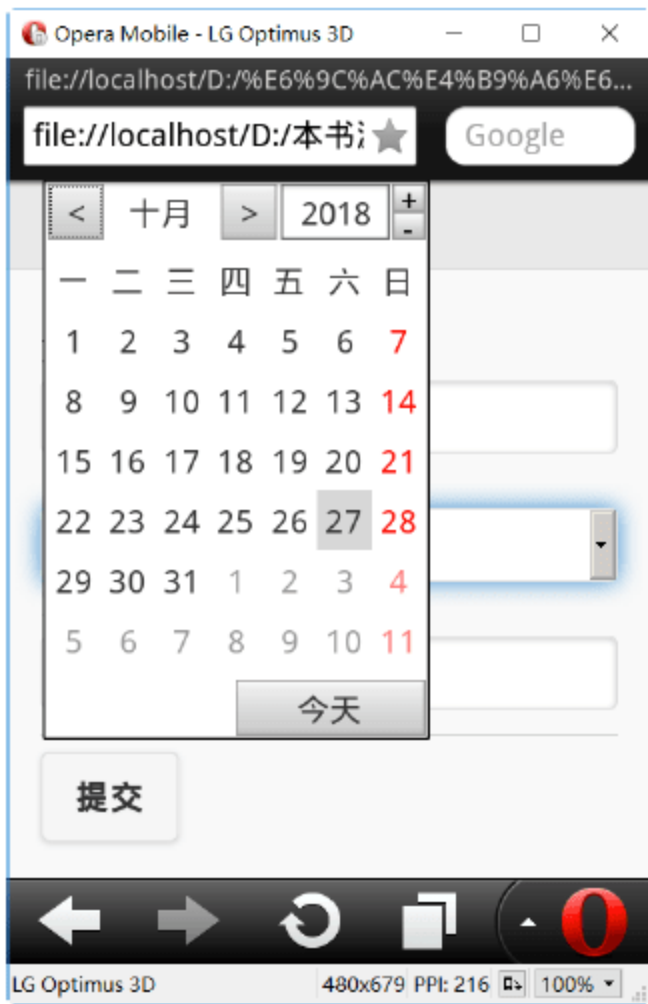 Opera Mobile - LG Optimus 3D
file://localhost/D:/%E6%9C%AC%E4%B9%A6%E6...
file://localhost/D:/本书 Google
< 十月 > 2018 + -
一 二 三 四 五 六 日
1 2 3 4 5 6 7
8 9 10 11 12 13 14
15 16 17 18 19 20 21
22 23 24 25 26 27 28
29 30 31 1 2 3 4
5 6 7 8 9 10 11
今天
提交
LG Optimus 3D 480x679 PPI: 216 100%